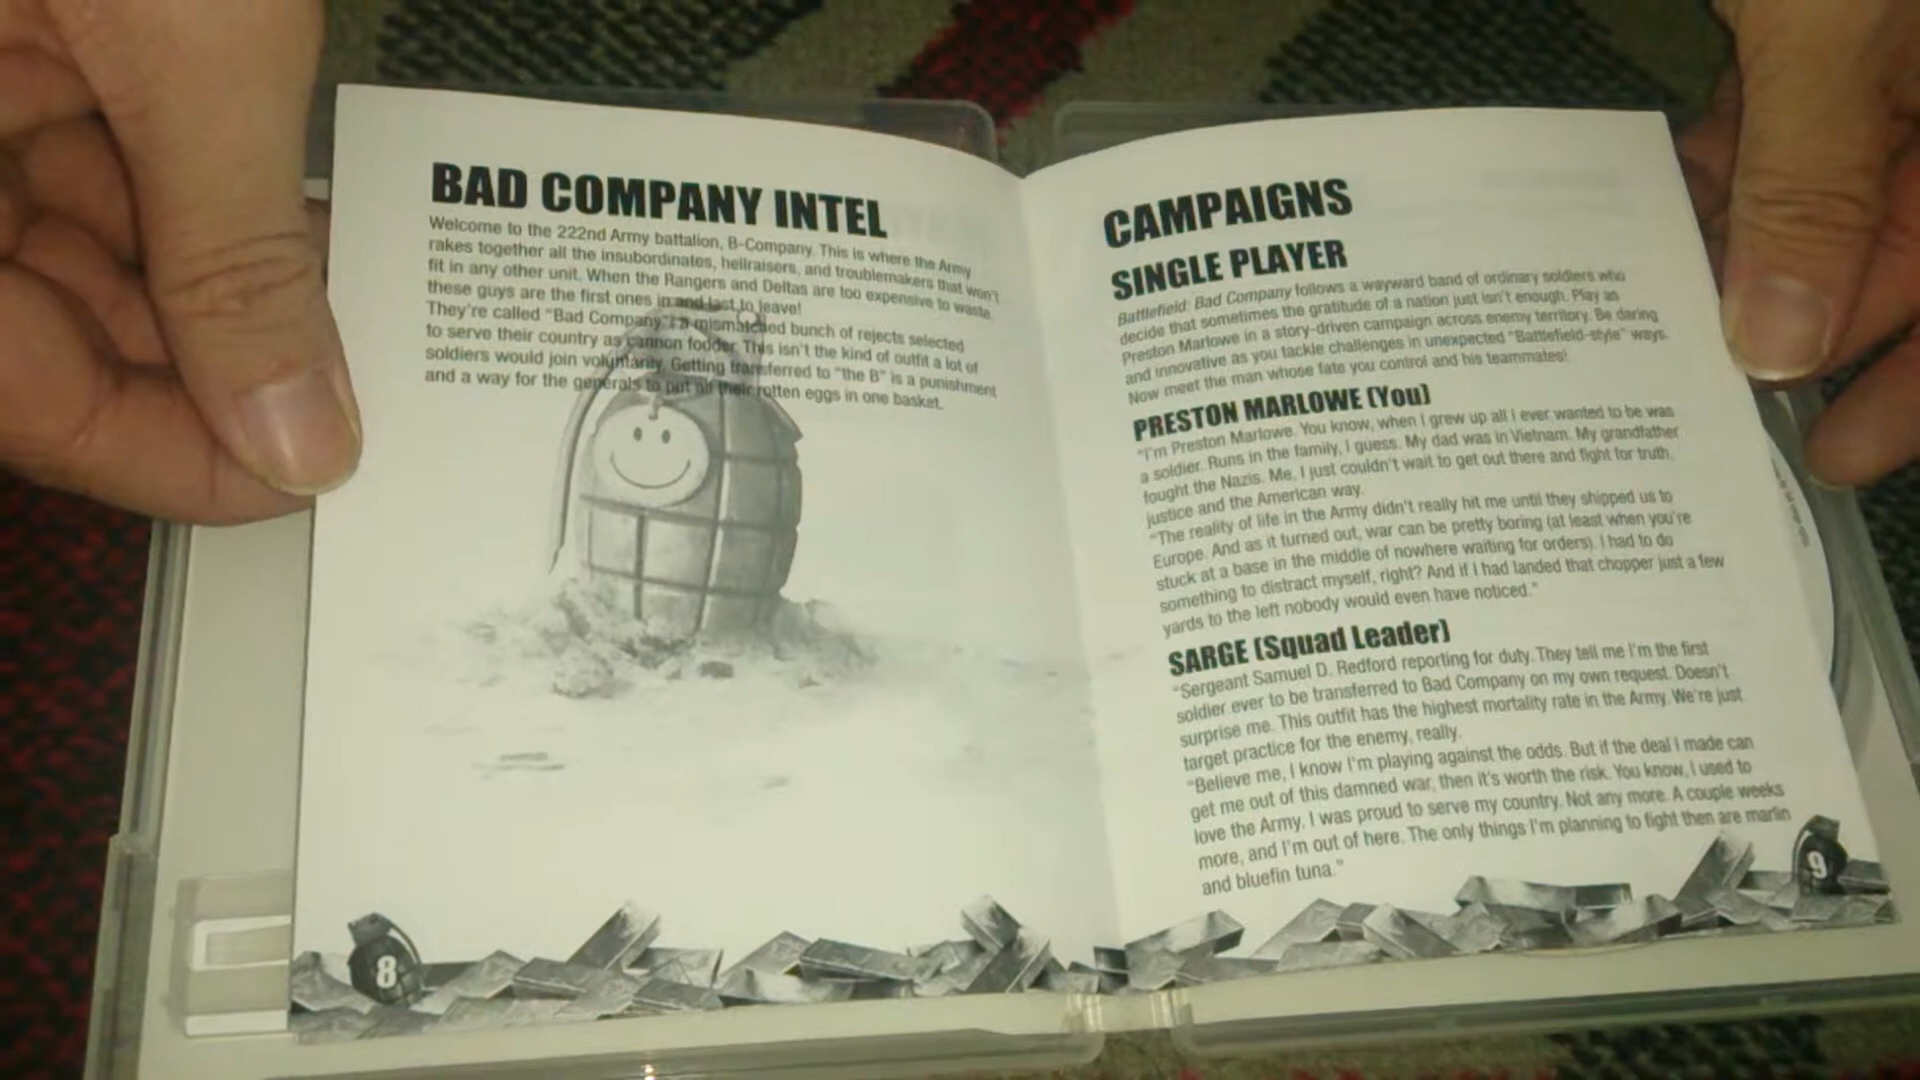 BAD COMPANY INTEL
Welcome to the 222nd Army battalion, B-Company. This is where the Army
rakes together all the insubordinates, hellraisers, and troublemakers that won't
fit in any other unit. When the Rangers and Deltas are too expensive to waste,
these guys are the first ones in and last to leave!
They're called "Bad Company", a mismatched bunch of rejects selected
to serve their country as cannon fodder. This isn't the kind of outfit a lot of
soldiers would join voluntarily. Getting transferred to "the B" is a punishment
and a way for the generals to put all their rotten eggs in one basket.
8
CAMPAIGNS
SINGLE PLAYER
Battlefield: Bad Company follows a wayward band of ordinary soldiers who
decide that sometimes the gratitude of a nation just isn't enough. Play as
Preston Marlowe in a story-driven campaign across enemy territory. Be daring
and innovative as you tackle challenges in unexpected "Battlefield-style" ways.
Now meet the man whose fate you control and his teammates!
PRESTON MARLOWE (You)
"I'm Preston Marlowe. You know, when I grew up all I ever wanted to be was
a soldier. Runs in the family, I guess. My dad was in Vietnam. My grandfather
fought the Nazis. Me, I just couldn't wait to get out there and fight for truth,
justice and the American way.
"The reality of life in the Army didn't really hit me until they shipped us to
Europe. And as it turned out, war can be pretty boring (at least when you're
stuck at a base in the middle of nowhere waiting for orders). I had to do
something to distract myself, right? And if I had landed that chopper just a few
yards to the left nobody would even have noticed."
SARGE (Squad Leader)
"Sergeant Samuel D. Redford reporting for duty. They tell me I'm the first
soldier ever to be transferred to Bad Company on my own request. Doesn't
surprise me. This outfit has the highest mortality rate in the Army. We're just
target practice for the enemy, really.
"Believe me, I know I'm playing against the odds. But if the deal I made can
get me out of this damned war, then it's worth the risk. You know, I used to
love the Army. I was proud to serve my country. Not any more. A couple weeks
more, and I'm out of here. The only things I'm planning to fight then are marlin
and bluefin tuna."
9